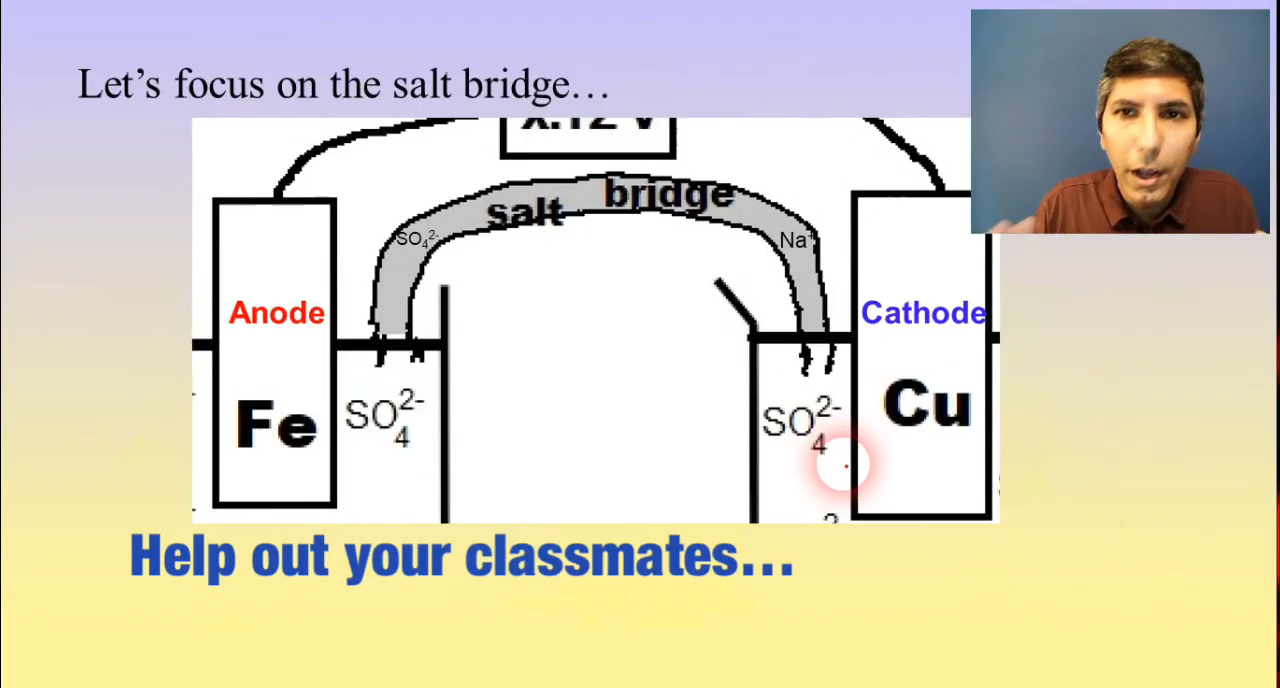 Let's focus on the salt bridge…
salt bridge
SO₄²⁻
Na⁺
Anode
Cathode
Fe
SO₄²⁻
SO₄²⁻
Cu
Help out your classmates…